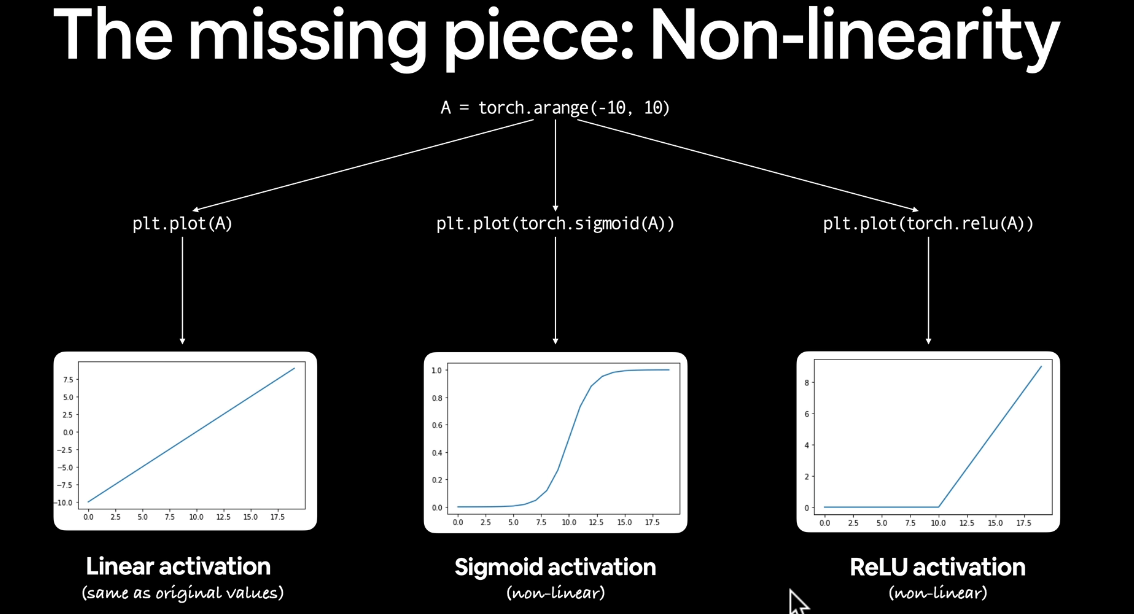 The missing piece: Non-linearity
A = torch.arange(-10, 10)
plt.plot(A)
plt.plot(torch.sigmoid(A))
plt.plot(torch.relu(A))
7.5
5.0
2.5
0.0
−2.5
−5.0
−7.5
−10.0
0.0 2.5 5.0 7.5 10.0 12.5 15.0 17.5
1.0
0.8
0.6
0.4
0.2
0.0
0.0 2.5 5.0 7.5 10.0 12.5 15.0 17.5
8
6
4
2
0
0.0 2.5 5.0 7.5 10.0 12.5 15.0 17.5
Linear activation
(same as original values)
Sigmoid activation
(non-linear)
ReLU activation
(non-linear)